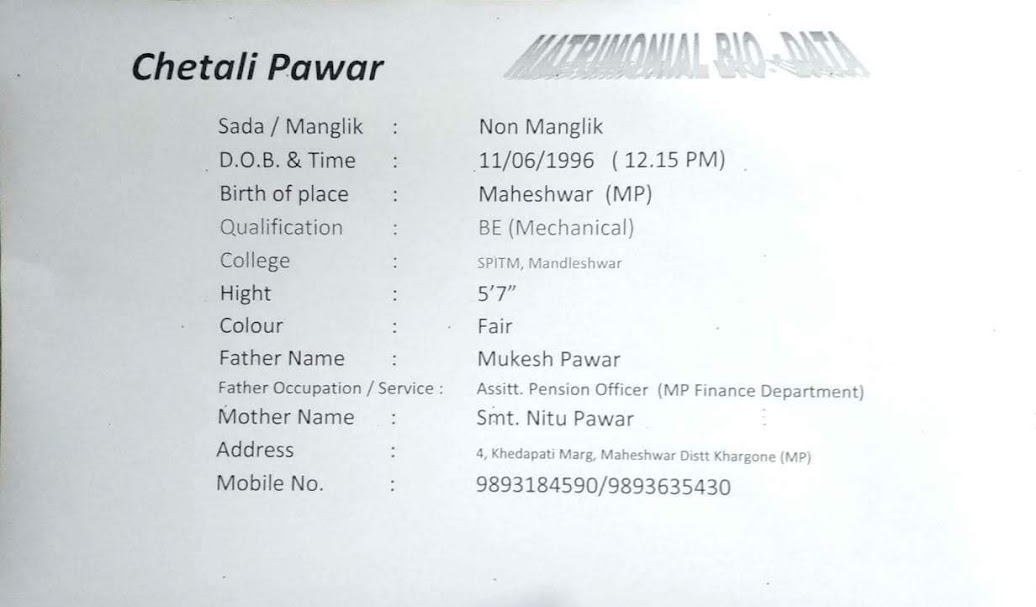 Chetali Pawar MATRIMONIAL BIO - DATA
Sada / Manglik : Non Manglik
D.O.B. & Time : 11/06/1996 ( 12.15 PM)
Birth of place : Maheshwar (MP)
Qualification : BE (Mechanical)
College : SPITM, Mandleshwar
Hight : 5'7"
Colour : Fair
Father Name : Mukesh Pawar
Father Occupation / Service : Assitt. Pension Officer (MP Finance Department)
Mother Name : Smt. Nitu Pawar
Address : 4, Khedapati Marg, Maheshwar Distt Khargone (MP)
Mobile No. : 9893184590/9893635430